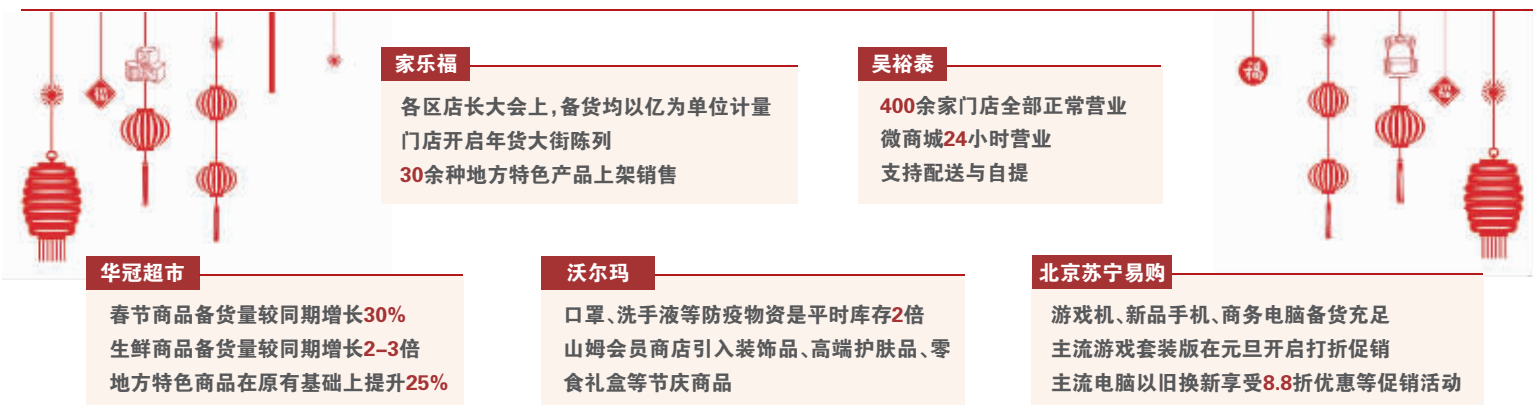 家乐福
各区店长大会上,备货均以亿为单位计量
门店开启年货大街陈列
30余种地方特色产品上架销售
吴裕泰
400余家门店全部正常营业
微商城24小时营业
支持配送与自提
福
华冠超市
春节商品备货量较同期增长30%
生鲜商品备货量较同期增长2-3倍
地方特色商品在原有基础上提升25%
沃尔玛
口罩、洗手液等防疫物资是平时库存2倍
山姆会员商店引入装饰品、高端护肤品、零
食礼盒等节庆商品
北京苏宁易购
游戏机、新品手机、商务电脑备货充足
主流游戏套装版在元旦开启打折促销
主流电脑以旧换新享受8.8折优惠等促销活动